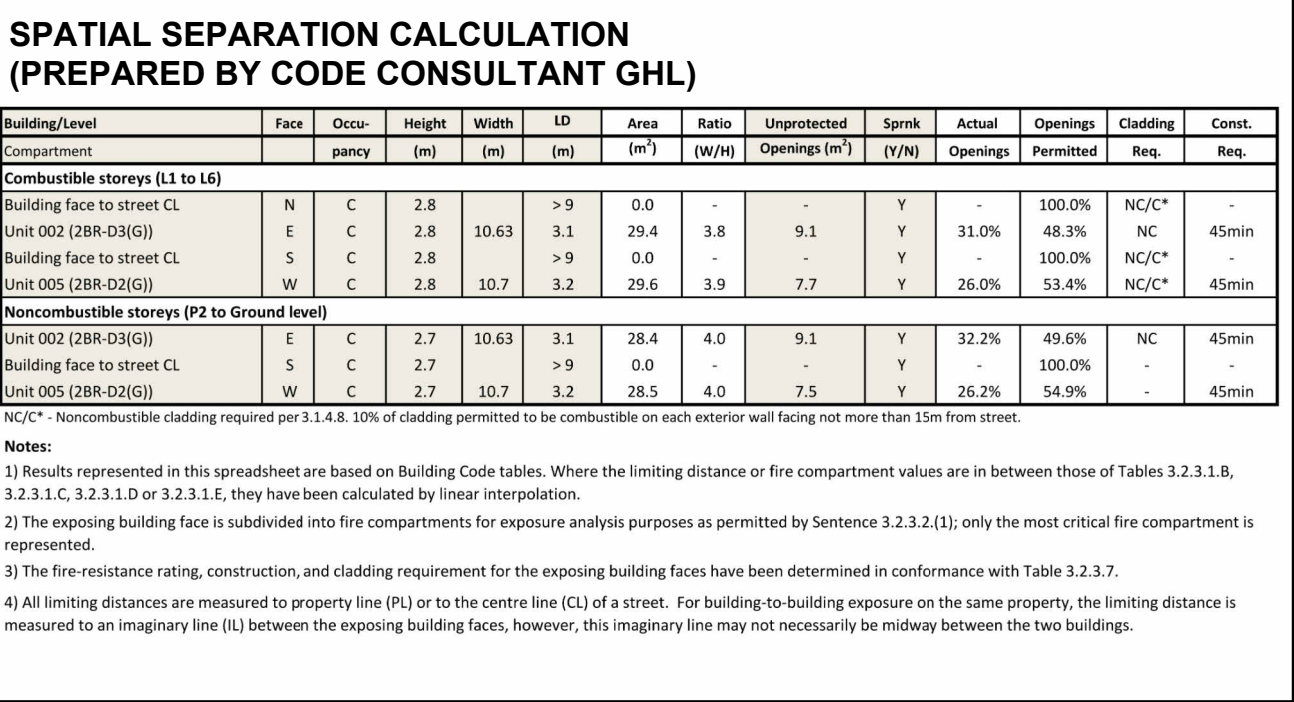 SPATIAL SEPARATION CALCULATION
(PREPARED BY CODE CONSULTANT GHL)
Building/Level Face Occu- Height Width LD Area Ratio Unprotected Sprnk Actual Openings Cladding Const.
Compartment pancy (m) (m) (m) (m²) (W/H) Openings (m²) (Y/N) Openings Permitted Req. Req.
Combustible storeys (L1 to L6)
Building face to street CL N C 2.8 > 9 0.0 - - Y - 100.0% NC/C* -
Unit 002 (2BR-D3(G)) E C 2.8 10.63 3.1 29.4 3.8 9.1 Y 31.0% 48.3% NC 45min
Building face to street CL S C 2.8 > 9 0.0 - - Y - 100.0% NC/C* -
Unit 005 (2BR-D2(G)) W C 2.8 10.7 3.2 29.6 3.9 7.7 Y 26.0% 53.4% NC/C* 45min
Noncombustible storeys (P2 to Ground level)
Unit 002 (2BR-D3(G)) E C 2.7 10.63 3.1 28.4 4.0 9.1 Y 32.2% 49.6% NC 45min
Building face to street CL S C 2.7 > 9 0.0 - - Y - 100.0% - -
Unit 005 (2BR-D2(G)) W C 2.7 10.7 3.2 28.5 4.0 7.5 Y 26.2% 54.9% - 45min
NC/C* - Noncombustible cladding required per 3.1.4.8. 10% of cladding permitted to be combustible on each exterior wall facing not more than 15m from street.
Notes:
1) Results represented in this spreadsheet are based on Building Code tables. Where the limiting distance or fire compartment values are in between those of Tables 3.2.3.1.B,
3.2.3.1.C, 3.2.3.1.D or 3.2.3.1.E, they have been calculated by linear interpolation.
2) The exposing building face is subdivided into fire compartments for exposure analysis purposes as permitted by Sentence 3.2.3.2.(1); only the most critical fire compartment is
represented.
3) The fire-resistance rating, construction, and cladding requirement for the exposing building faces have been determined in conformance with Table 3.2.3.7.
4) All limiting distances are measured to property line (PL) or to the centre line (CL) of a street. For building-to-building exposure on the same property, the limiting distance is
measured to an imaginary line (IL) between the exposing building faces, however, this imaginary line may not necessarily be midway between the two buildings.